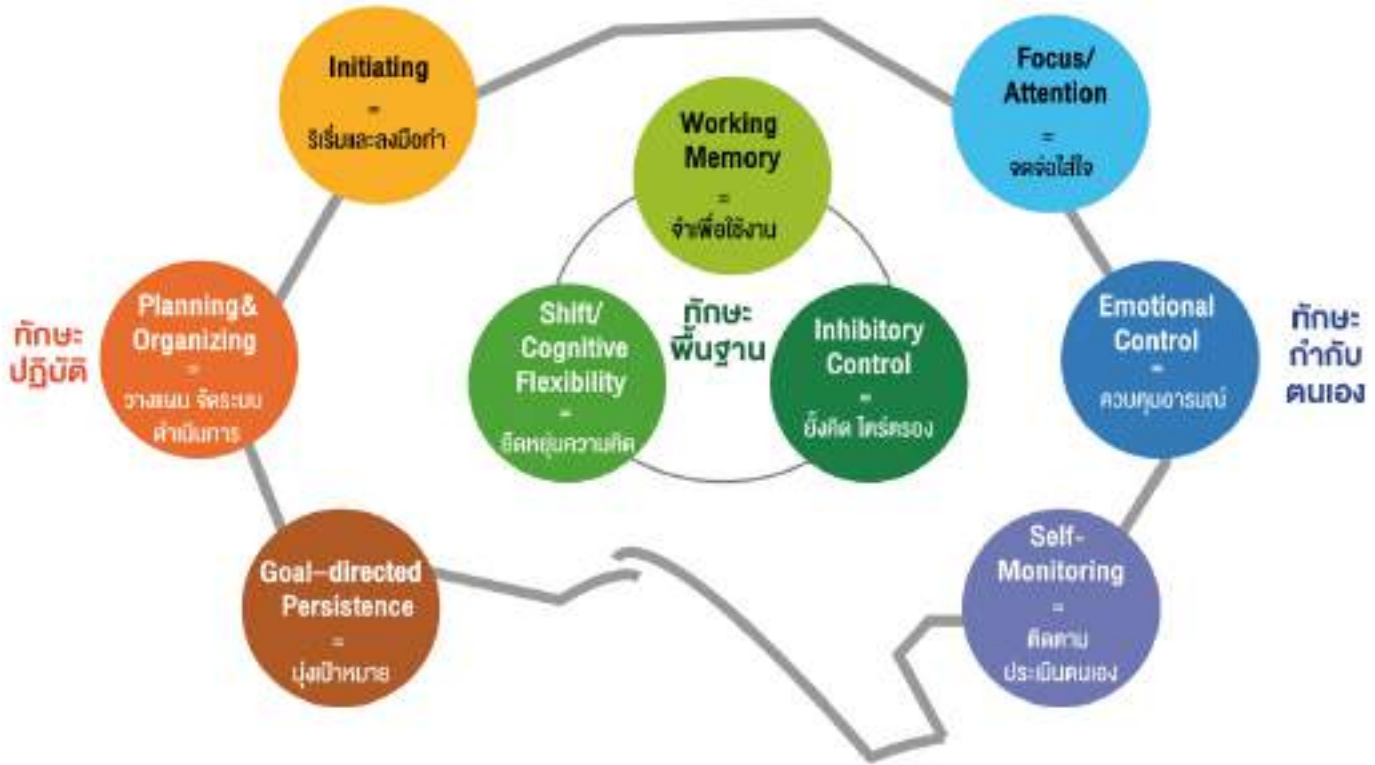 Initiating
=
ริเริ่มและลงมือทำ
Focus/
Attention
=
จดจ่อใส่ใจ
Working
Memory
=
จำเพื่อใช้งาน
ทักษะ
ปฏิบัติ
Planning&
Organizing
=
วางแผน จัดระบบ
ดำเนินการ
Shift/
Cognitive
Flexibility
=
ยืดหยุ่นความคิด
ทักษะ
พื้นฐาน
Inhibitory
Control
=
ยั้งคิด ไตร่ตรอง
Emotional
Control
=
ควบคุมอารมณ์
ทักษะ
กำกับ
ตนเอง
Goal–directed
Persistence
=
มุ่งเป้าหมาย
Self-
Monitoring
=
ติดตาม
ประเมินตนเอง